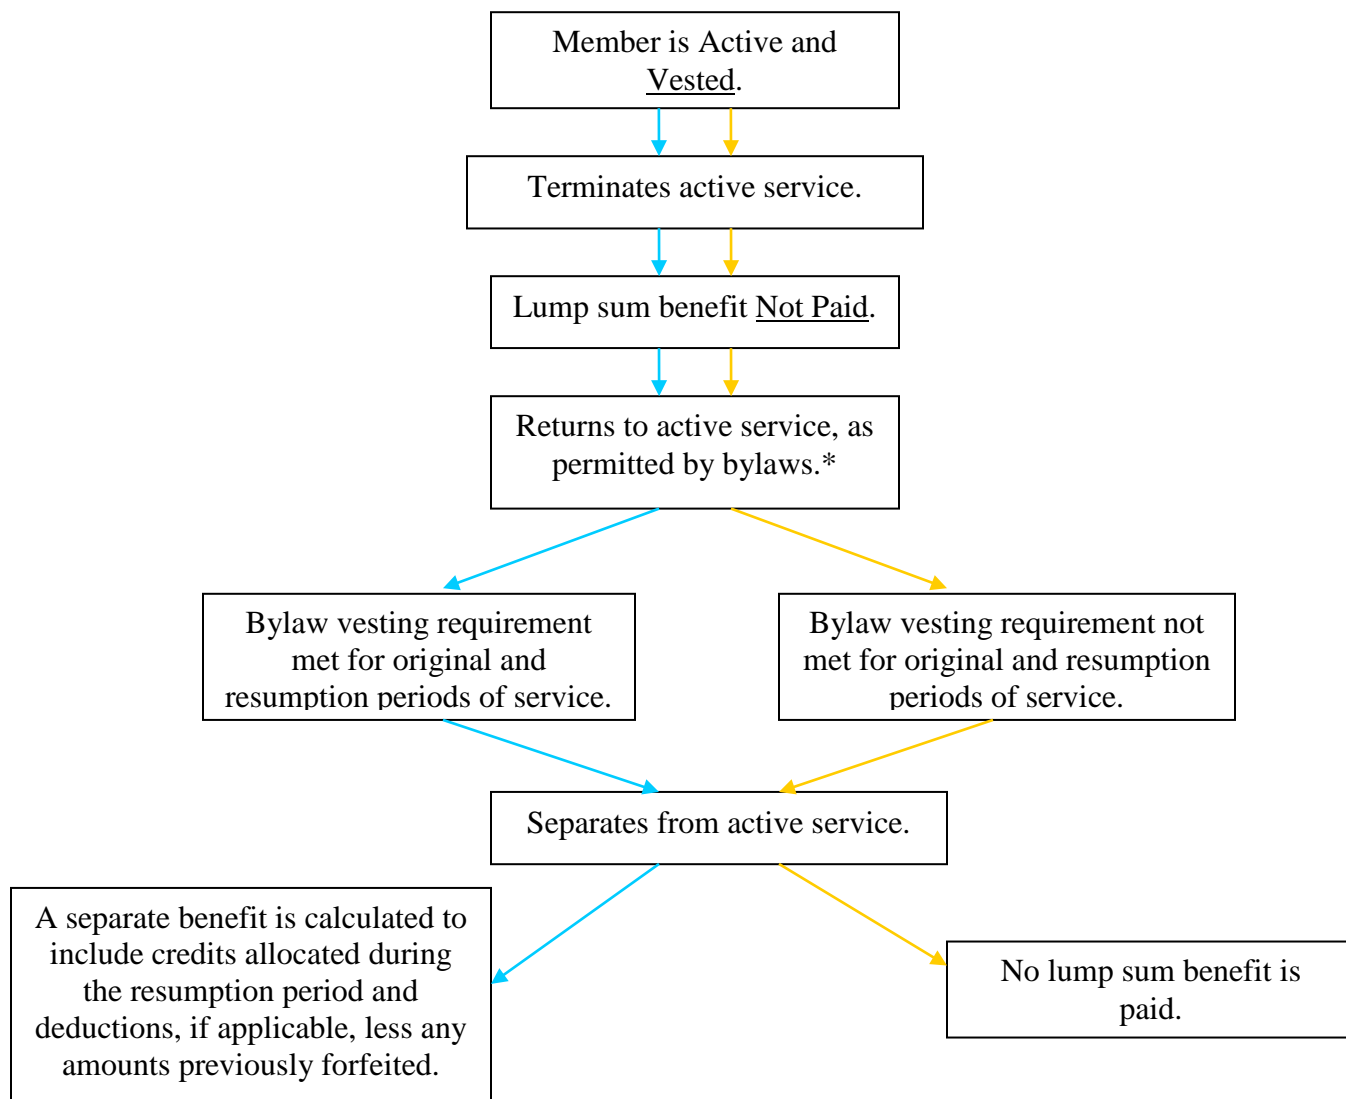 Member is Active and
Vested.
Terminates active service.
Lump sum benefit Not Paid.
Returns to active service, as
permitted by bylaws.*
Bylaw vesting requirement
met for original and
resumption periods of service.
Bylaw vesting requirement not
met for original and resumption
periods of service.
Separates from active service.
A separate benefit is calculated to
include credits allocated during
the resumption period and
deductions, if applicable, less any
amounts previously forfeited.
No lump sum benefit is
paid.